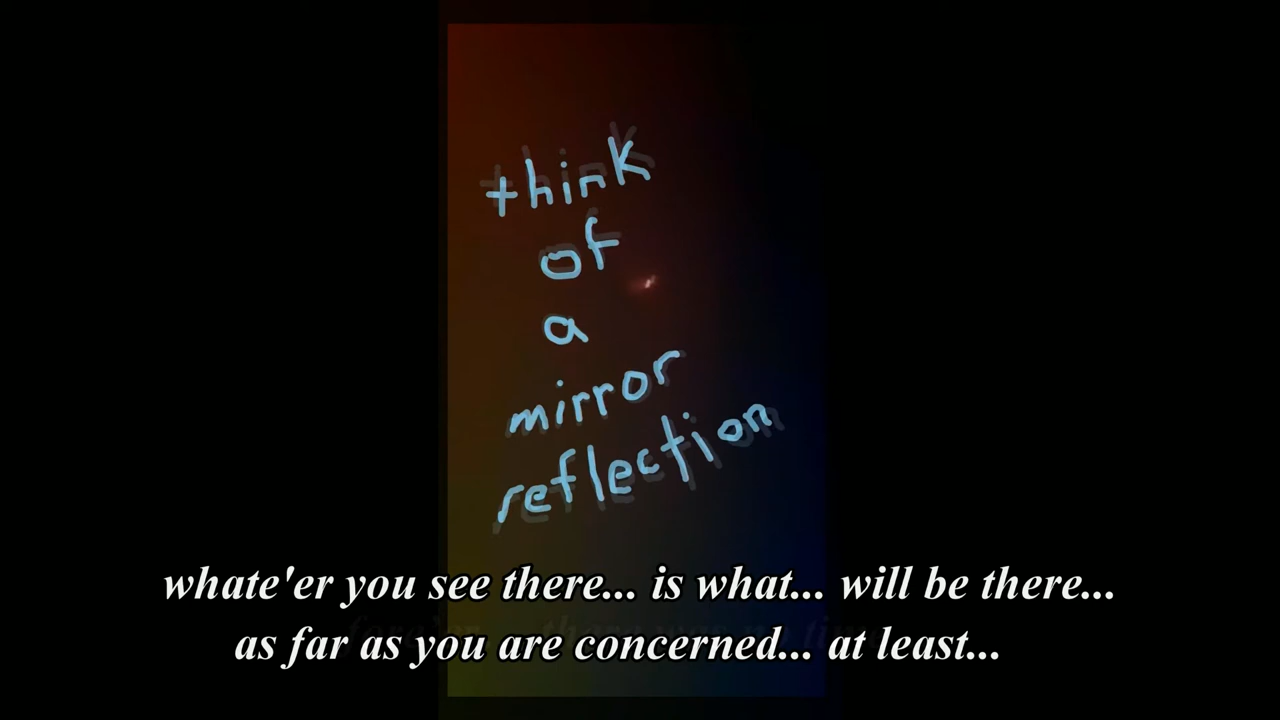 think
of
a
mirror
reflection
whate'er you see there... is what... will be there...
as far as you are concerned... at least...